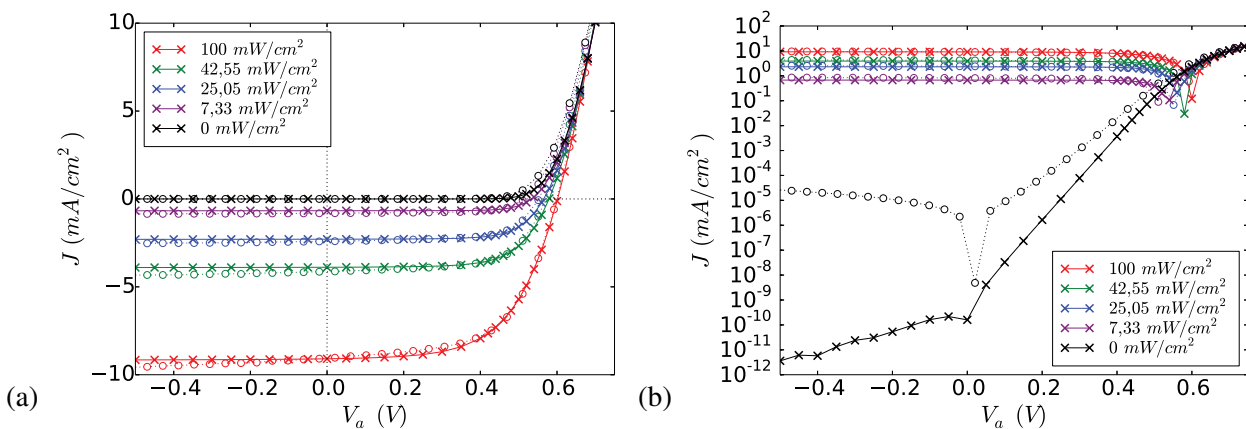 10
5
0
−5
−10
J (mA/cm²)
−0.4 −0.2 0.0 0.2 0.4 0.6
V_a (V)
100 mW/cm²
42,55 mW/cm²
25,05 mW/cm²
7,33 mW/cm²
0 mW/cm²
(a)
10²
10¹
10⁰
10⁻¹
10⁻²
10⁻³
10⁻⁴
10⁻⁵
10⁻⁶
10⁻⁷
10⁻⁸
10⁻⁹
10⁻¹⁰
10⁻¹¹
10⁻¹²
J (mA/cm²)
−0.4 −0.2 0.0 0.2 0.4 0.6
V_a (V)
100 mW/cm²
42,55 mW/cm²
25,05 mW/cm²
7,33 mW/cm²
0 mW/cm²
(b)